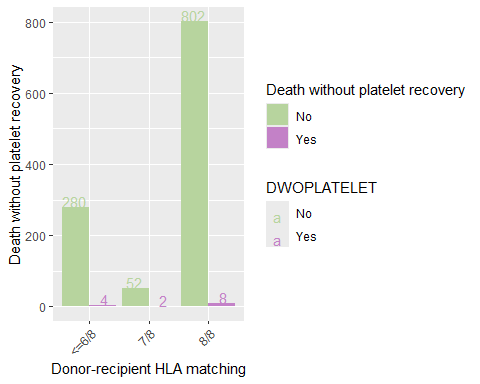 Death without platelet recovery
800
600
400
200
0
802
280
52
4
2
8
<=6/8
7/8
8/8
Donor-recipient HLA matching
Death without platelet recovery
No
Yes
DWOPLATELET
a No
a Yes